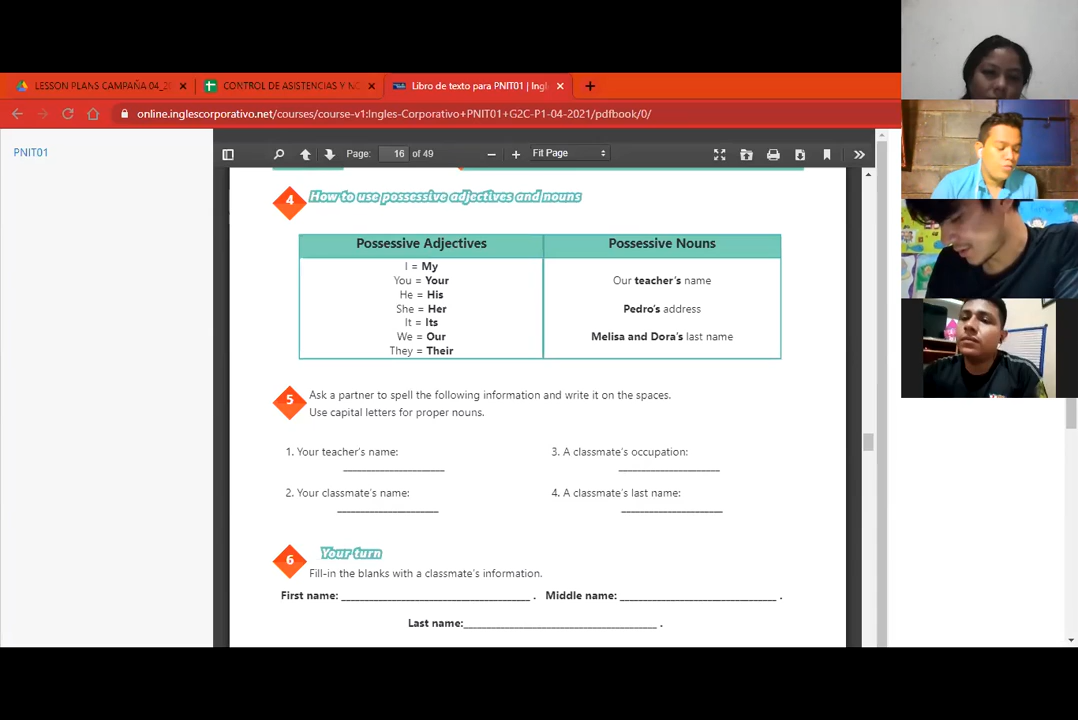 LESSON PLANS CAMPAÑA 04_2
CONTROL DE ASISTENCIAS Y NO
Libro de texto para PNIT01 | Ingl
online.inglescorporativo.net/courses/course-v1:Ingles-Corporativo+PNIT01+G2C-P1-04-2021/pdfbook/0/
PNIT01
Page: 16 of 49
Fit Page
4 How to use possessive adjectives and nouns
Possessive Adjectives Possessive Nouns
I = My
You = Your Our teacher's name
He = His
She = Her Pedro's address
It = Its
We = Our Melisa and Dora's last name
They = Their
5 Ask a partner to spell the following information and write it on the spaces.
Use capital letters for proper nouns.
1. Your teacher's name: 3. A classmate's occupation:
2. Your classmate's name: 4. A classmate's last name:
6 Your turn
Fill-in the blanks with a classmate's information.
First name: ______________________________ . Middle name: _________________________ .
Last name:_______________________________ .